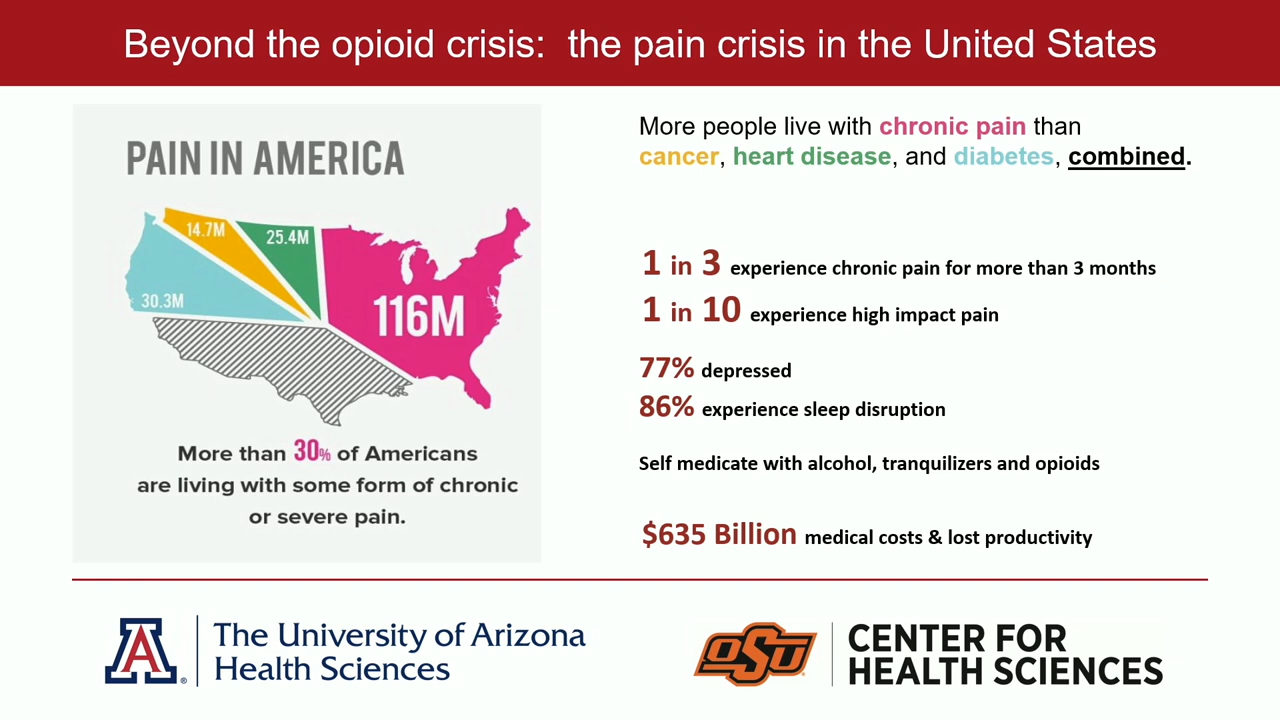 Beyond the opioid crisis:  the pain crisis in the United States
PAIN IN AMERICA
14.7M
25.4M
30.3M
116M
More than 30% of Americans
are living with some form of chronic
or severe pain.
More people live with chronic pain than
cancer, heart disease, and diabetes, combined.
1 in 3 experience chronic pain for more than 3 months
1 in 10 experience high impact pain
77% depressed
86% experience sleep disruption
Self medicate with alcohol, tranquilizers and opioids
$635 Billion medical costs & lost productivity
A
The University of Arizona
Health Sciences
OSU
CENTER FOR
HEALTH SCIENCES